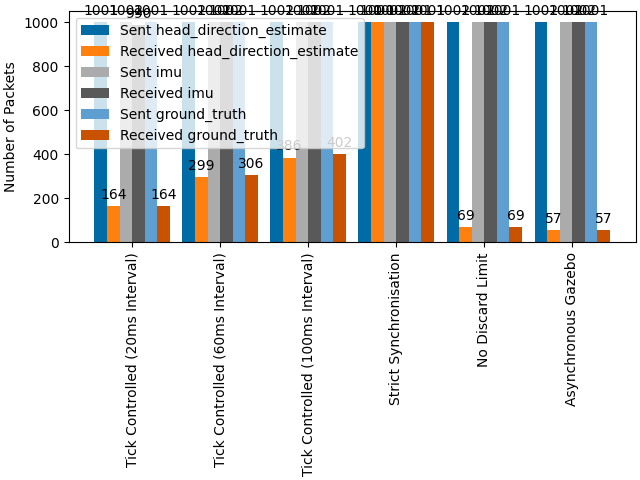 1000
800
600
400
200
0
Number of Packets
Sent head_direction_estimate
Received head_direction_estimate
Sent imu
Received imu
Sent ground_truth
Received ground_truth
164
164
299
306
386
402
69
69
57
57
Tick Controlled (20ms Interval)
Tick Controlled (60ms Interval)
Tick Controlled (100ms Interval)
Strict Synchronisation
No Discard Limit
Asynchronous Gazebo